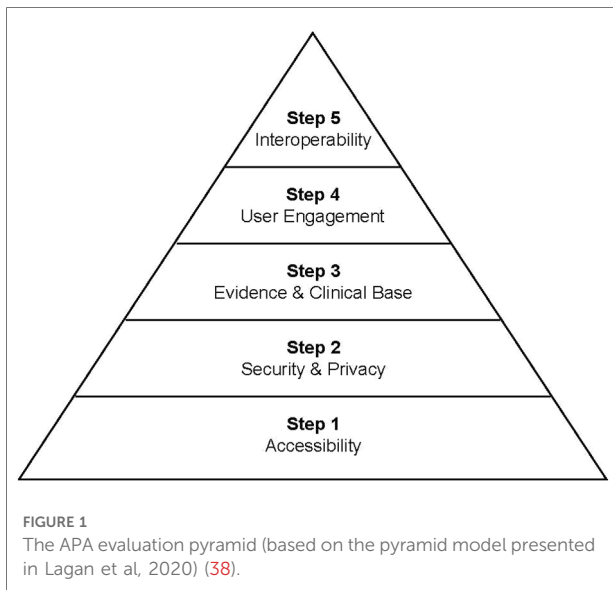 Step 5
Interoperability
Step 4
User Engagement
Step 3
Evidence & Clinical Base
Step 2
Security & Privacy
Step 1
Accessibility
FIGURE 1
The APA evaluation pyramid (based on the pyramid model presented
in Lagan et al, 2020) (38).